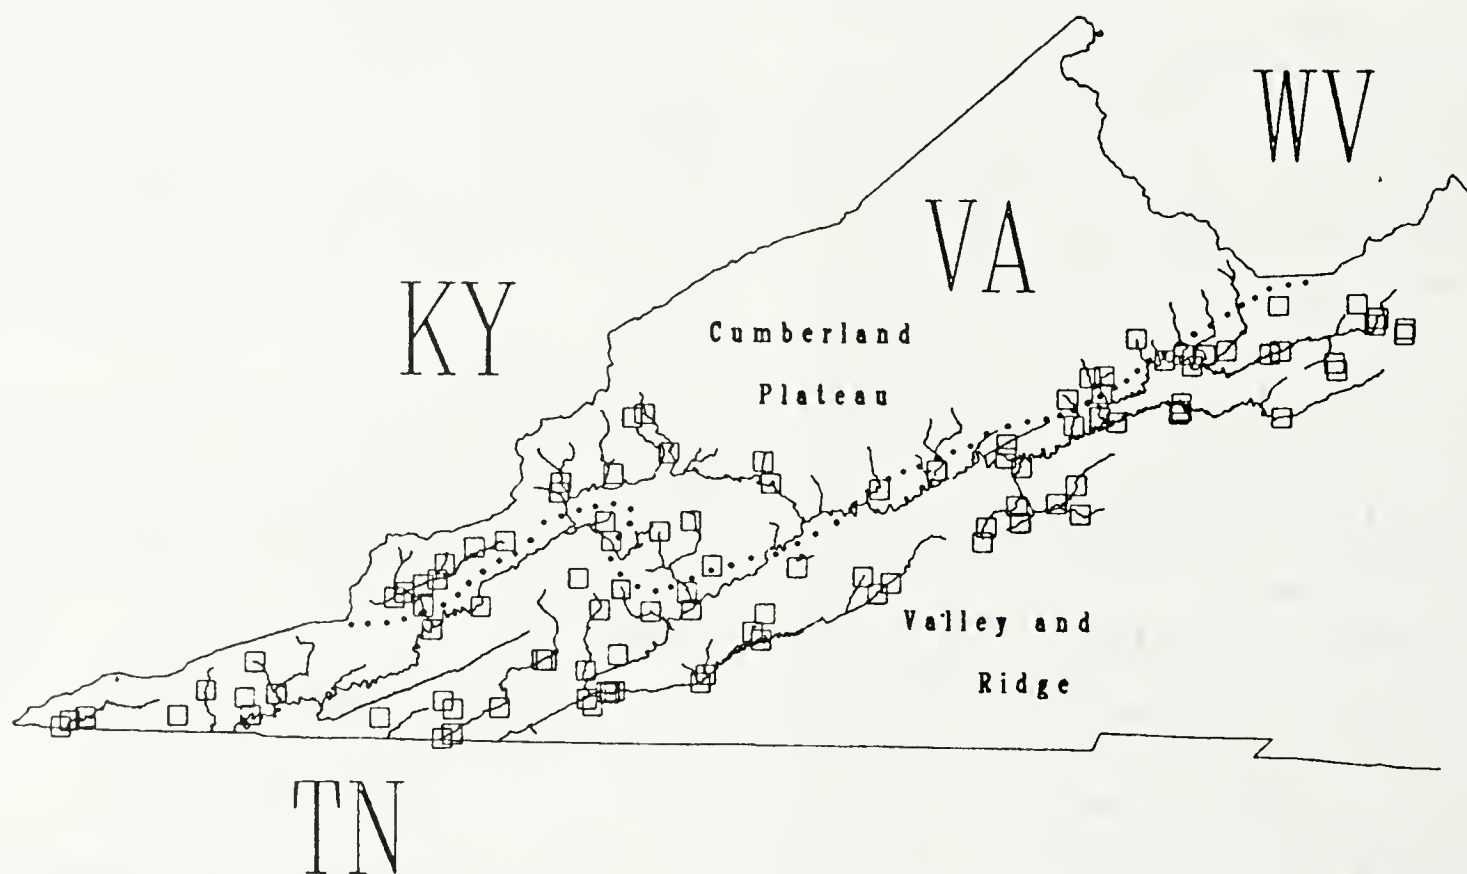 WV
VA
KY
Cumberland
Plateau
Valley and
Ridge
TN